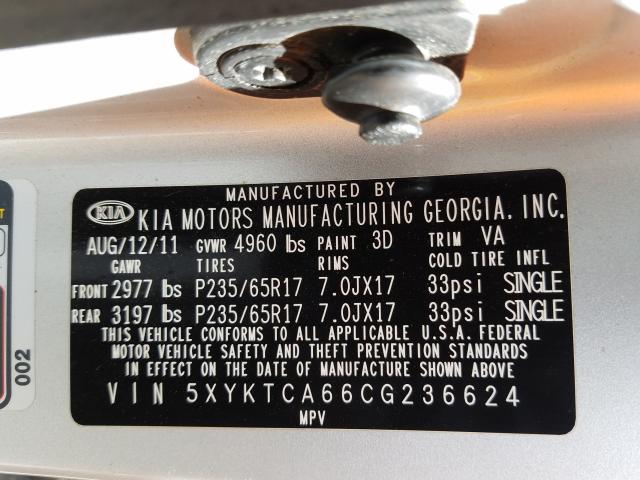 MANUFACTURED BY
KIA KIA MOTORS MANUFACTURING GEORGIA, INC.
AUG/12/11 GVWR 4960 lbs PAINT 3D TRIM VA
GAWR TIRES RIMS COLD TIRE INFL
FRONT 2977 lbs P235/65R17 7.0JX17 33psi SINGLE
REAR 3197 lbs P235/65R17 7.0JX17 33psi SINGLE
THIS VEHICLE CONFORMS TO ALL APPLICABLE U.S.A. FEDERAL
MOTOR VEHICLE SAFETY AND THEFT PREVENTION STANDARDS
IN EFFECT ON THE DATE OF MANUFACTURE SHOWN ABOVE
VIN 5XYKTCA66CG236624
MPV
002